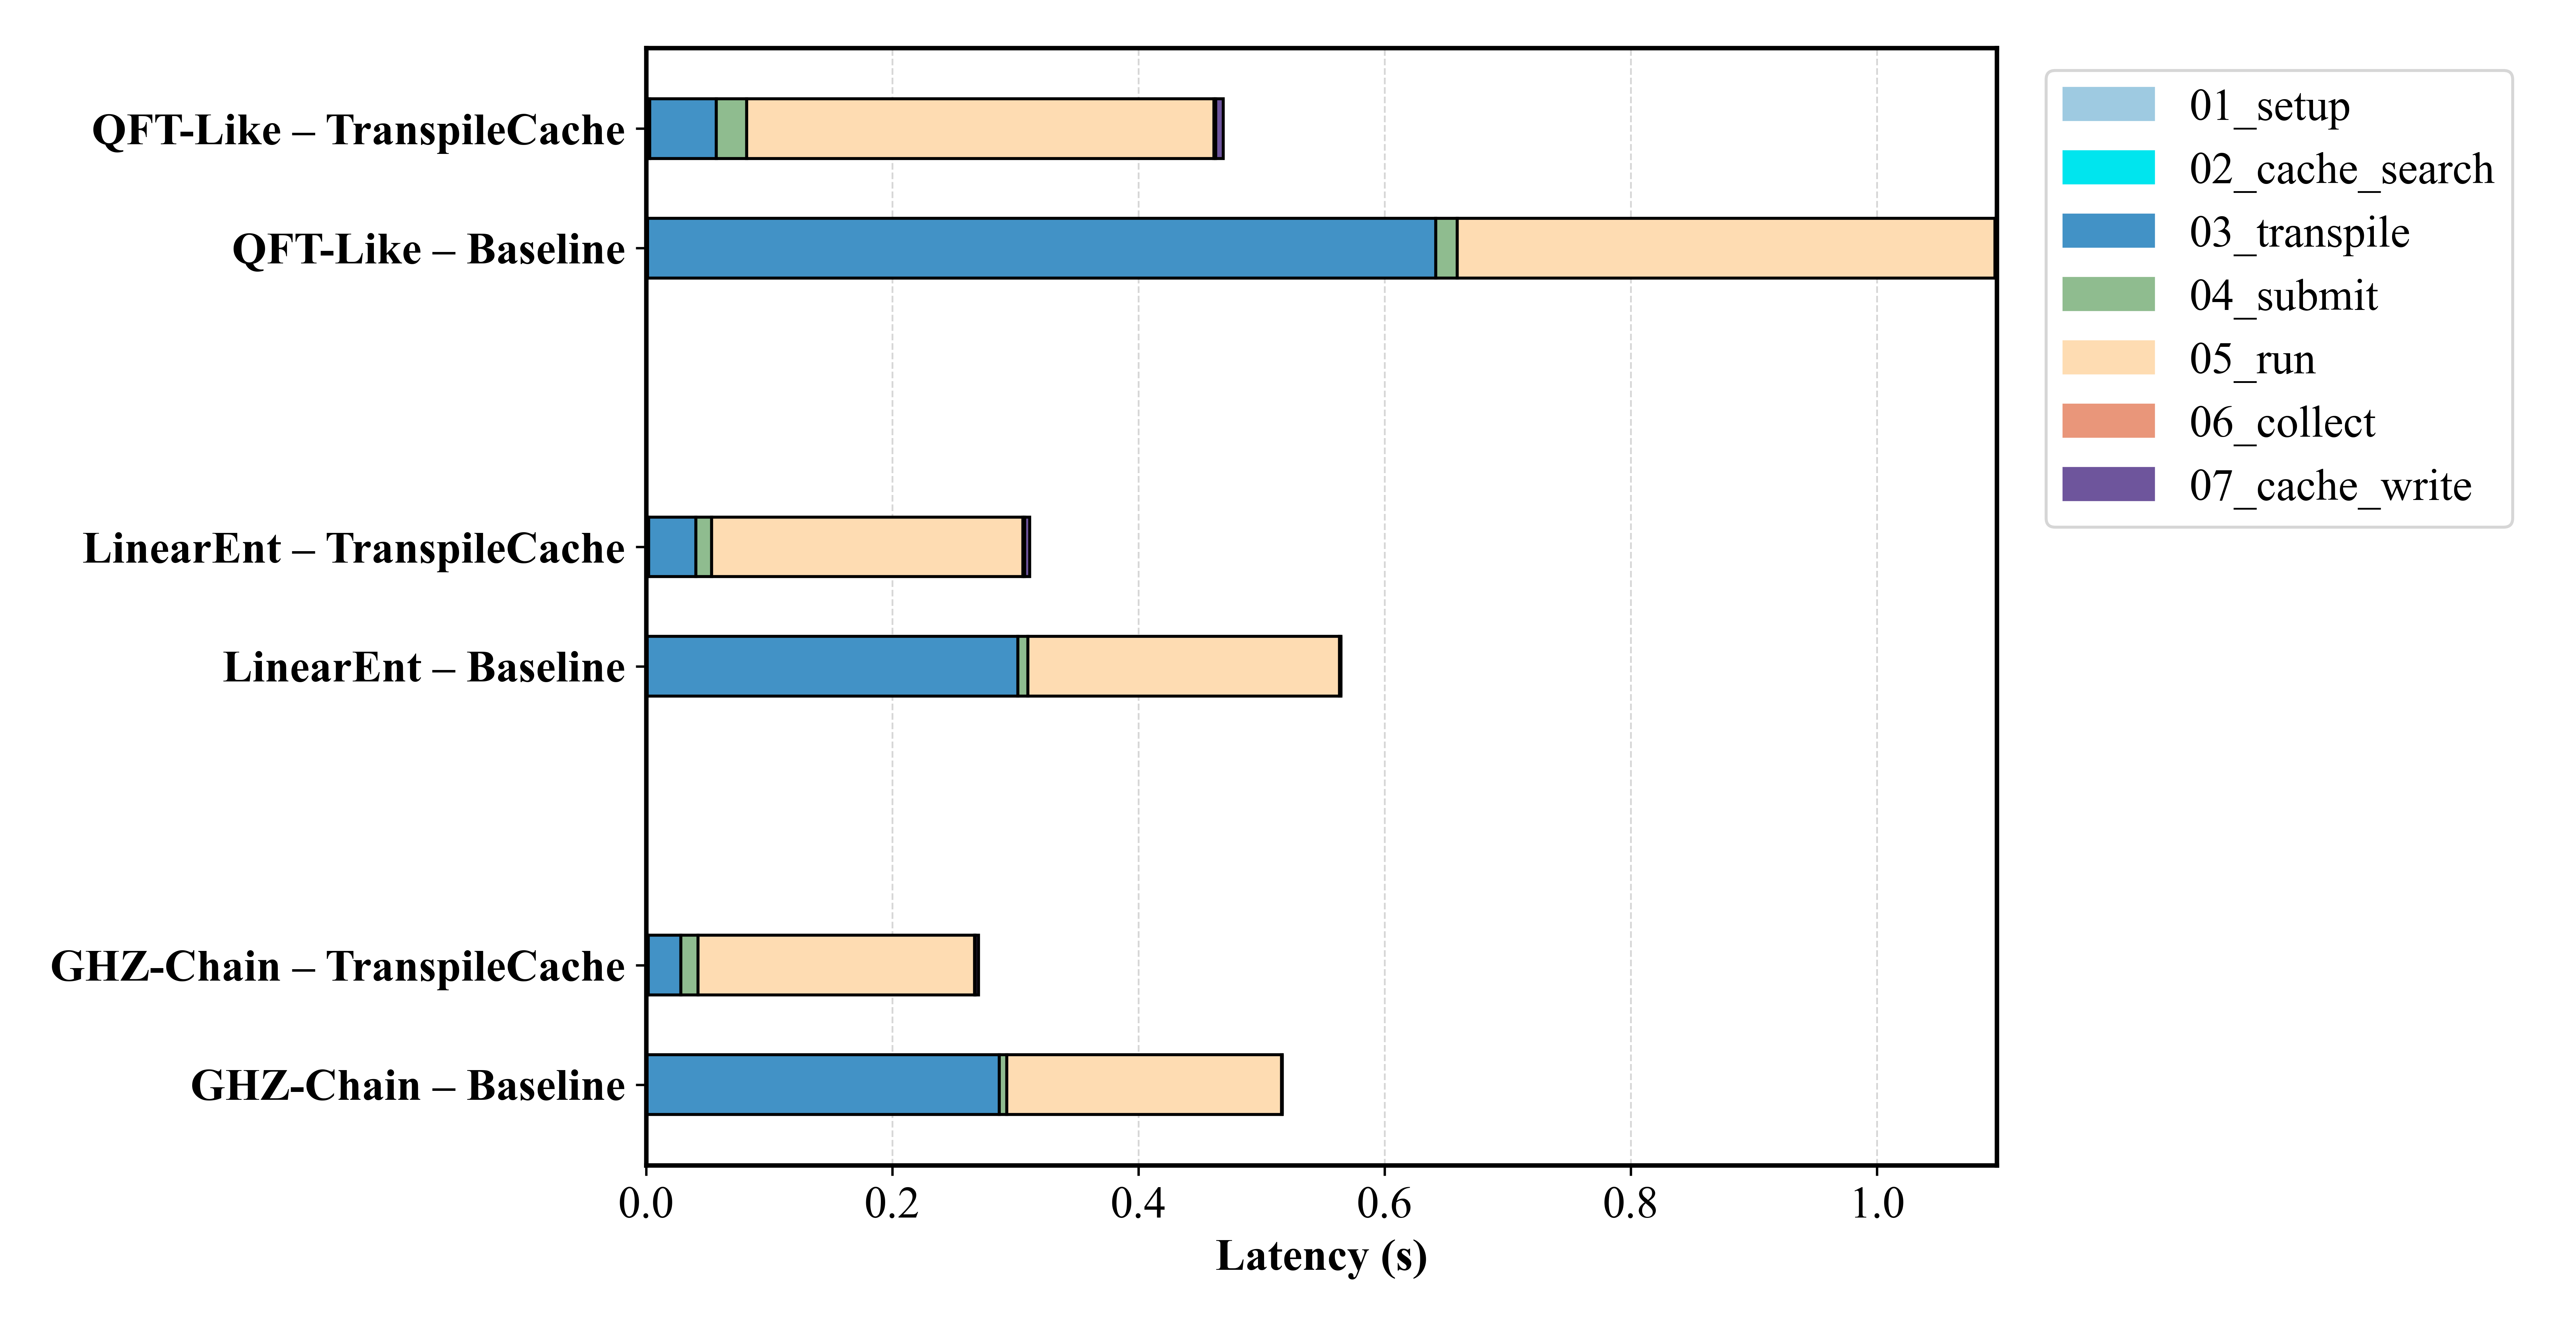 QFT-Like – TranspileCache
QFT-Like – Baseline
LinearEnt – TranspileCache
LinearEnt – Baseline
GHZ-Chain – TranspileCache
GHZ-Chain – Baseline
0.0 0.2 0.4 0.6 0.8 1.0
Latency (s)
01_setup
02_cache_search
03_transpile
04_submit
05_run
06_collect
07_cache_write